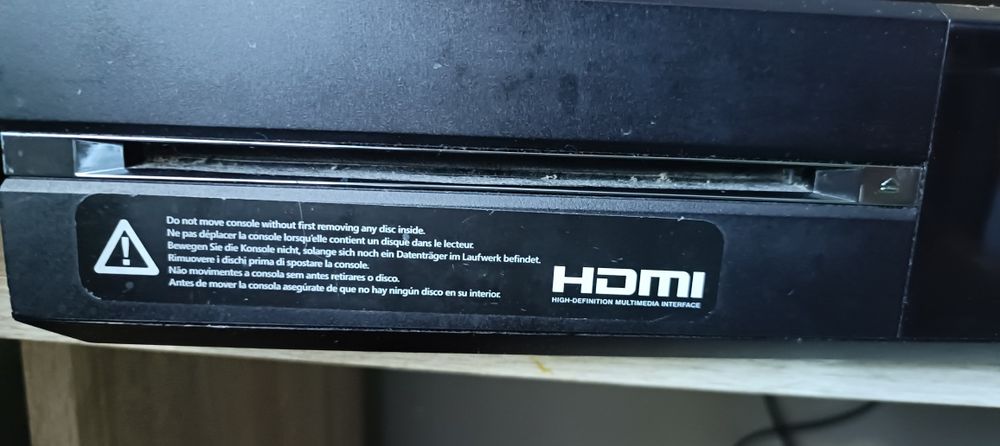 Do not move console without first removing any disc inside.
Ne pas déplacer la console lorsqu'elle contient un disque dans le lecteur.
Bewegen Sie die Konsole nicht, solange sich noch ein Datenträger im Laufwerk befindet.
Rimuovere i dischi prima di spostare la console.
Não movimentes a consola sem antes retirares o disco.
Antes de mover la consola asegúrate de que no hay ningún disco en su interior.
HDMI
HIGH-DEFINITION MULTIMEDIA INTERFACE